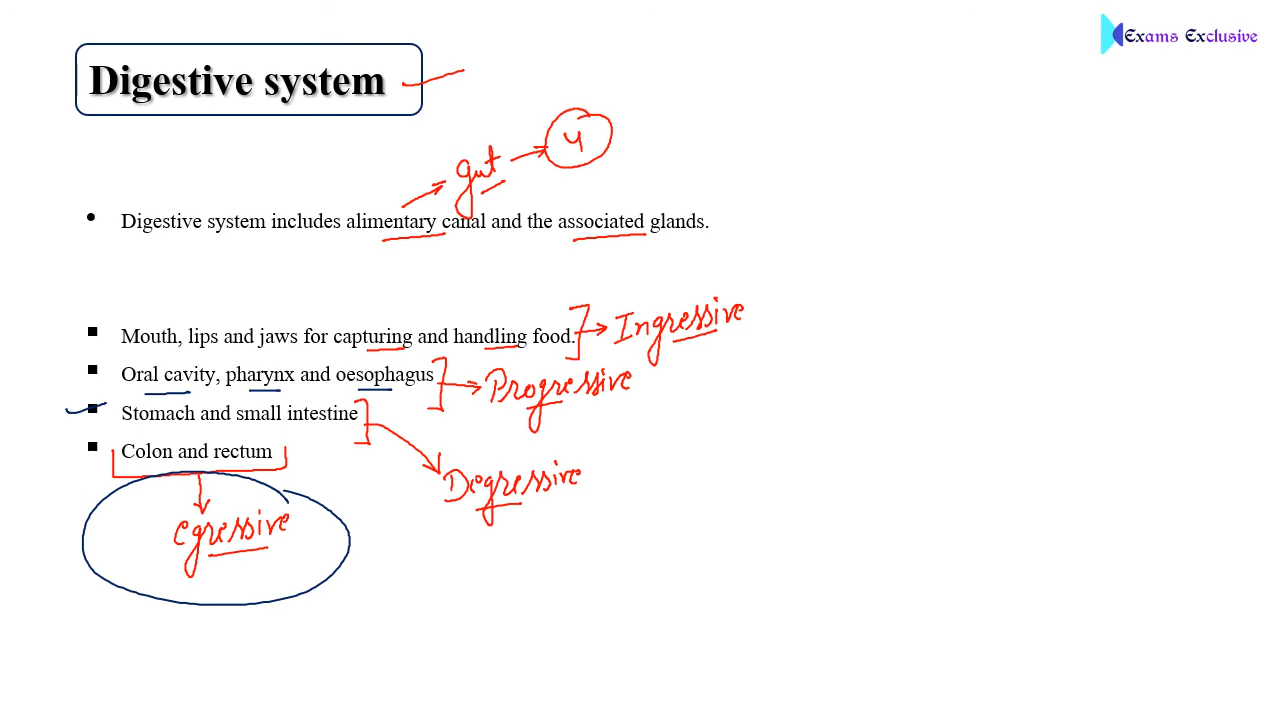 Exams Exclusive
Digestive system
4
gut
• Digestive system includes alimentary canal and the associated glands.
▪ Mouth, lips and jaws for capturing and handling food. Ingressive
▪ Oral cavity, pharynx and oesophagus Progressive
▪ Stomach and small intestine
▪ Colon and rectum
Degressive
egressive